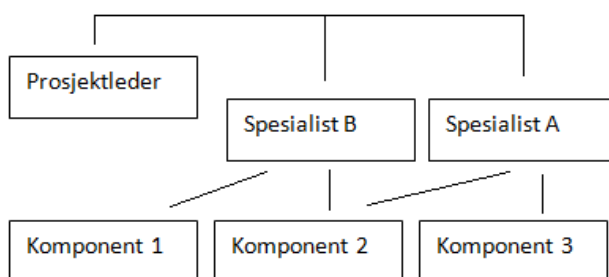 Prosjektleder
Spesialist B
Spesialist A
Komponent 1
Komponent 2
Komponent 3